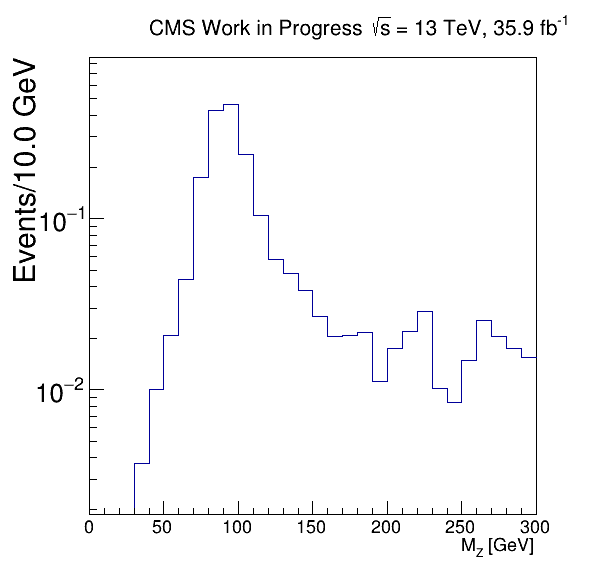 CMS Work in Progress √s = 13 TeV, 35.9 fb⁻¹
Events/10.0 GeV
10⁻¹
10⁻²
0 50 100 150 200 250 300
M_Z [GeV]